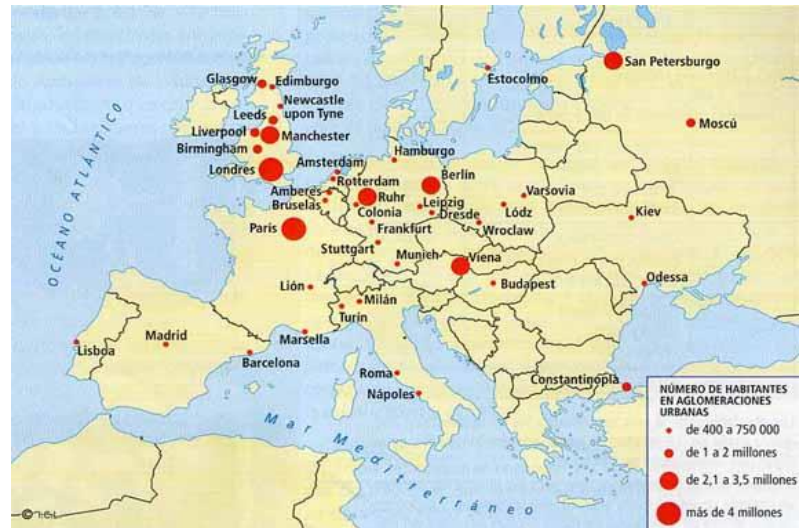 Glasgow
Edimburgo
Newcastle
upon Tyne
Leeds
Liverpool
Manchester
Birmingham
Londres
Estocolmo
San Petersburgo
Moscú
Hamburgo
Amsterdam
Rotterdam
Amberes
Bruselas
Ruhr
Colonia
Berlín
Leipzig
Dresde
Varsovia
Lódz
Wroclaw
Kiev
París
Frankfurt
Stuttgart
Munich
Viena
Budapest
Odessa
Lión
Milán
Turín
Marsella
Madrid
Lisboa
Barcelona
Roma
Nápoles
Constantinopla
OCÉANO ATLÁNTICO
Mar Mediterráneo
NÚMERO DE HABITANTES
EN AGLOMERACIONES
URBANAS
de 400 a 750 000
de 1 a 2 millones
de 2,1 a 3,5 millones
más de 4 millones